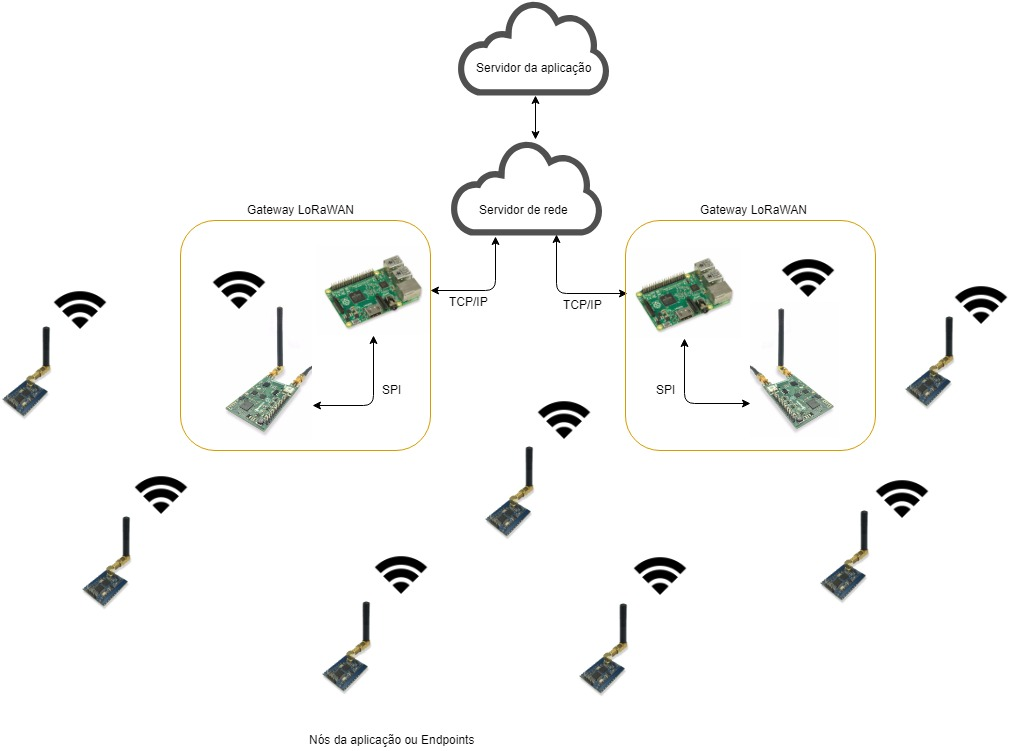 Servidor da aplicação
Servidor de rede
Gateway LoRaWAN
Gateway LoRaWAN
TCP/IP
TCP/IP
SPI
SPI
Nós da aplicação ou Endpoints